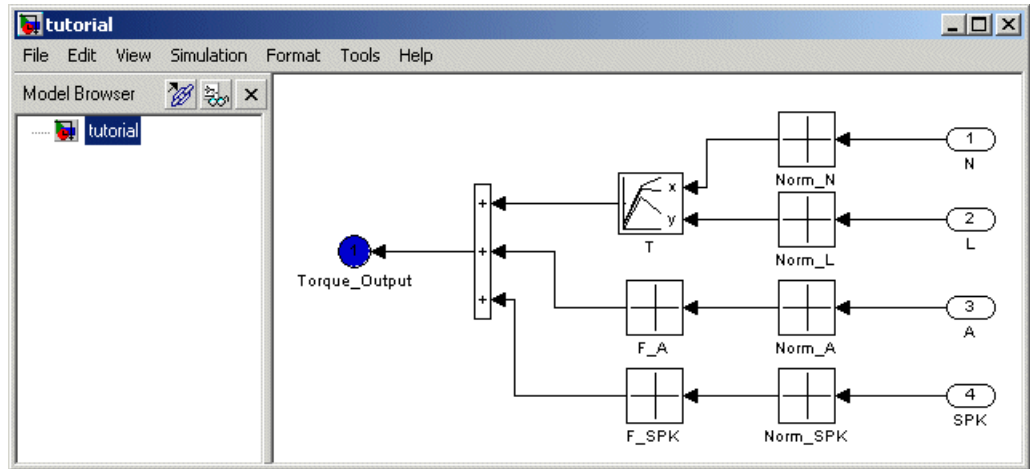 tutorial
File Edit View Simulation Format Tools Help
Model Browser
tutorial
1
N
Norm_N
x
y
T
2
L
Norm_L
+
+
+
1
Torque_Output
3
A
Norm_A
F_A
4
SPK
Norm_SPK
F_SPK